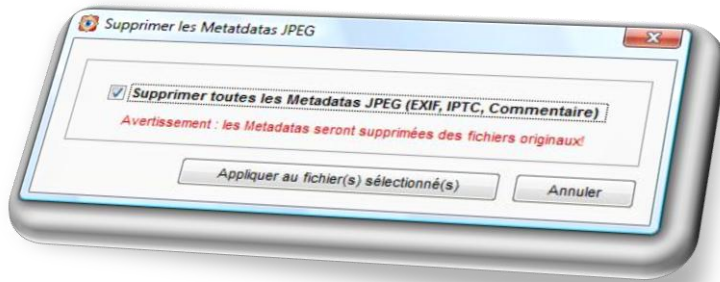 Supprimer les Metatdatas JPEG
Supprimer toutes les Metadatas JPEG (EXIF, IPTC, Commentaire)
Avertissement : les Metadatas seront supprimées des fichiers originaux!
Appliquer au fichier(s) sélectionné(s)
Annuler